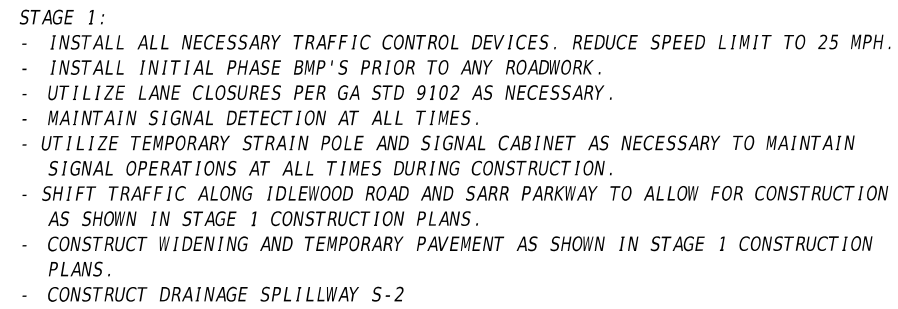 STAGE 1:
- INSTALL ALL NECESSARY TRAFFIC CONTROL DEVICES. REDUCE SPEED LIMIT TO 25 MPH.
- INSTALL INITIAL PHASE BMP'S PRIOR TO ANY ROADWORK.
- UTILIZE LANE CLOSURES PER GA STD 9102 AS NECESSARY.
- MAINTAIN SIGNAL DETECTION AT ALL TIMES.
- UTILIZE TEMPORARY STRAIN POLE AND SIGNAL CABINET AS NECESSARY TO MAINTAIN
SIGNAL OPERATIONS AT ALL TIMES DURING CONSTRUCTION.
- SHIFT TRAFFIC ALONG IDLEWOOD ROAD AND SARR PARKWAY TO ALLOW FOR CONSTRUCTION
AS SHOWN IN STAGE 1 CONSTRUCTION PLANS.
- CONSTRUCT WIDENING AND TEMPORARY PAVEMENT AS SHOWN IN STAGE 1 CONSTRUCTION
PLANS.
- CONSTRUCT DRAINAGE SPLILLWAY S-2